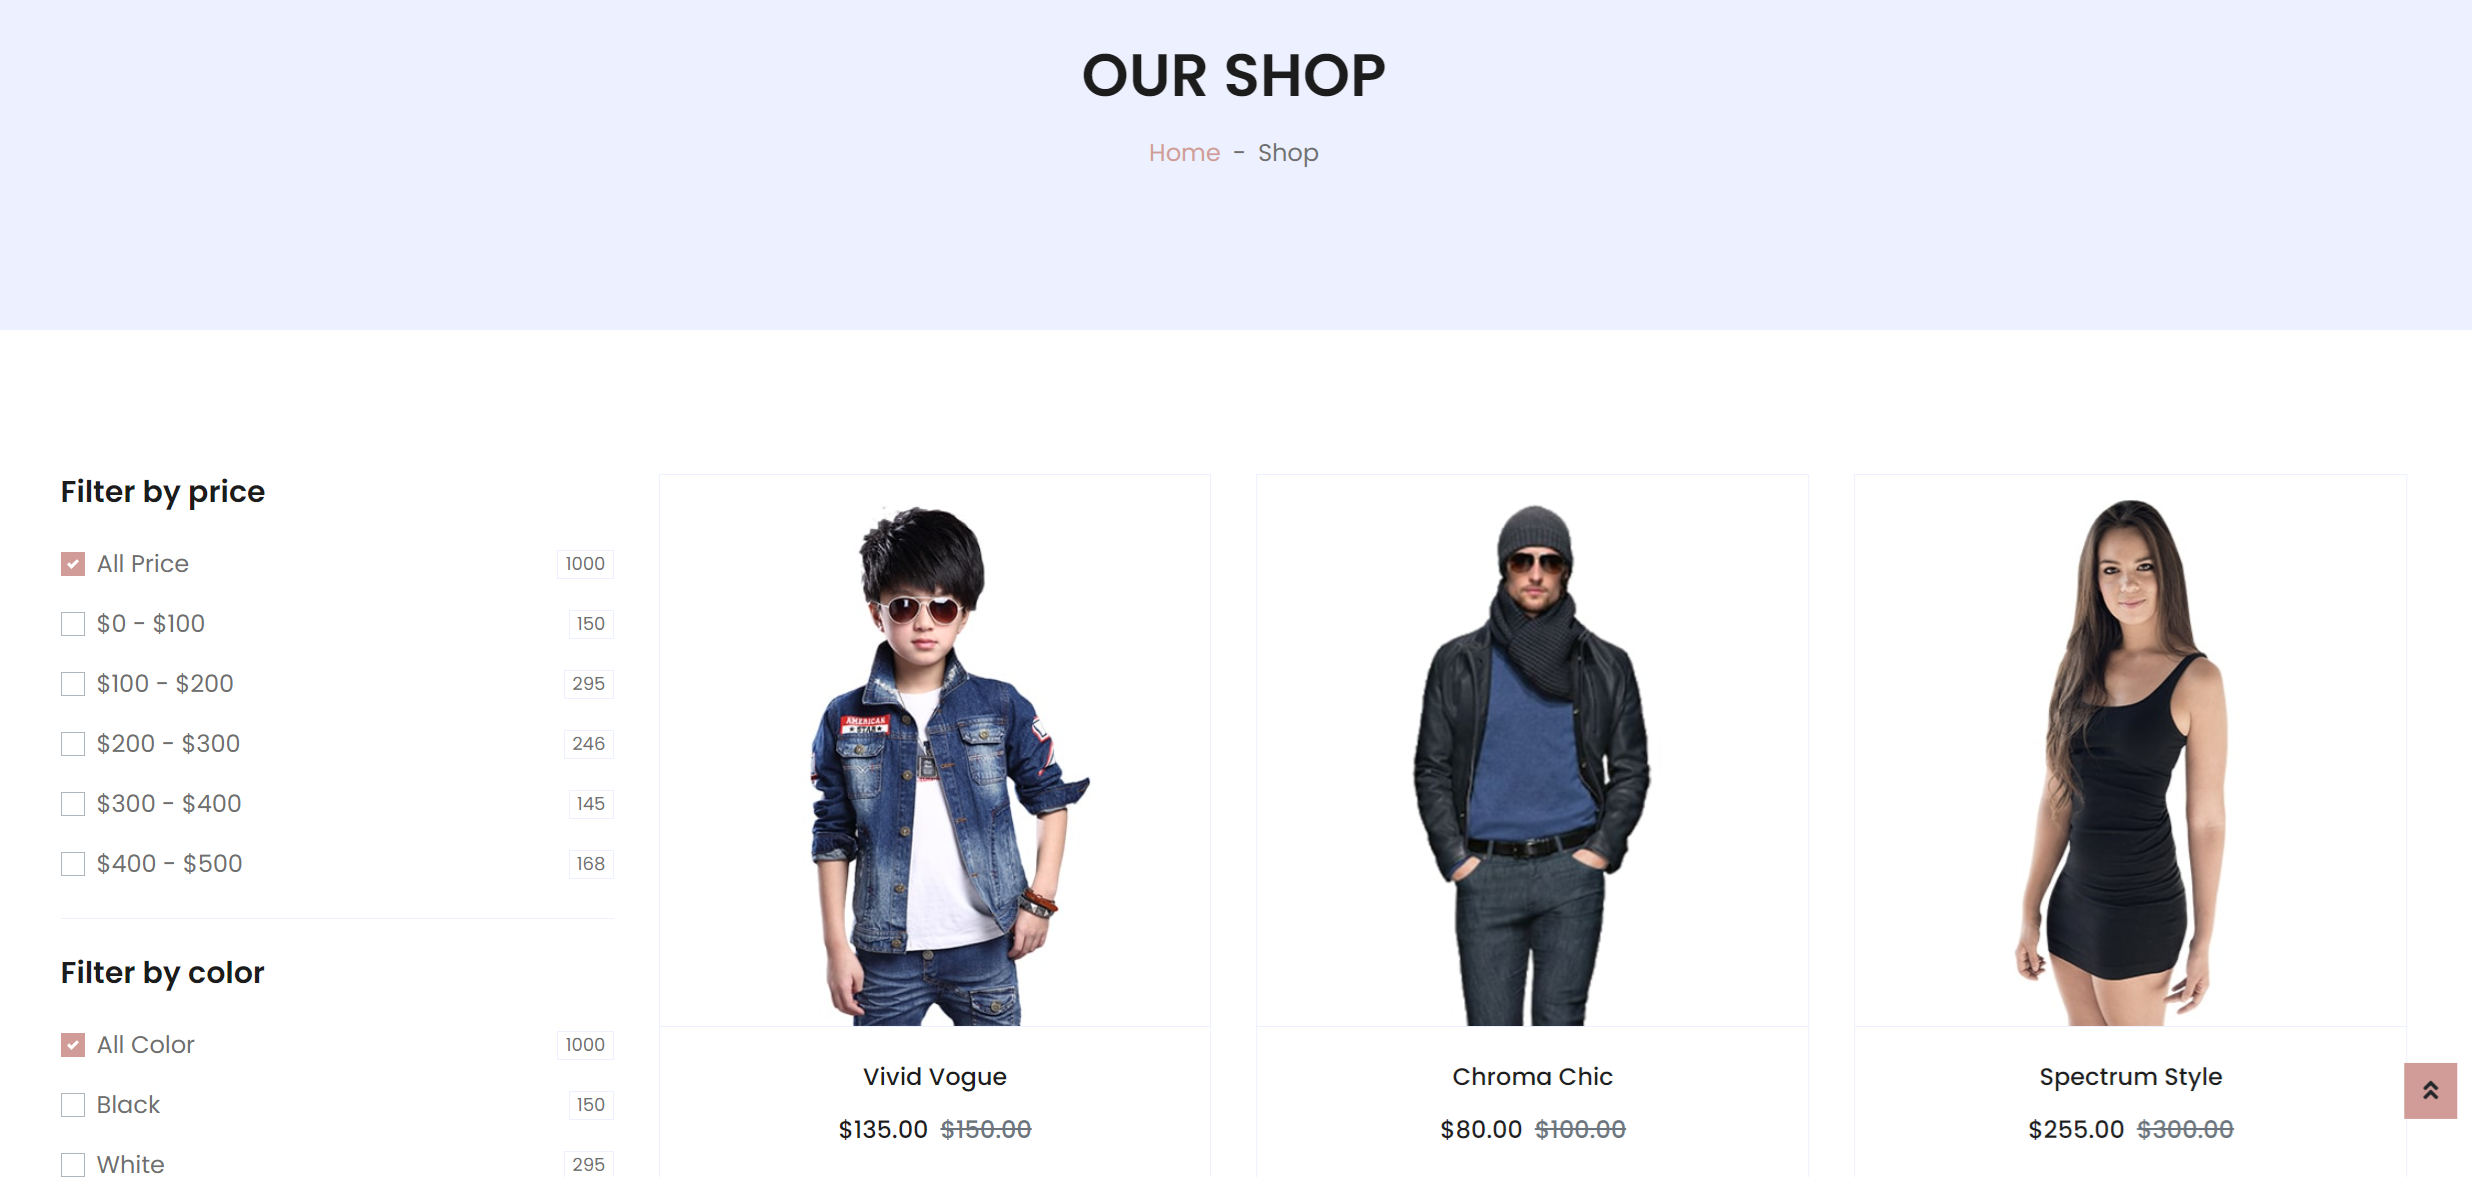 OUR SHOP
Home - Shop
Filter by price
All Price 1000
$0 - $100 150
$100 - $200 295
$200 - $300 246
$300 - $400 145
$400 - $500 168
Filter by color
All Color 1000
Black 150
White 295
AMERICAN
STAR
Vivid Vogue
$135.00 $150.00
Chroma Chic
$80.00 $100.00
Spectrum Style
$255.00 $300.00